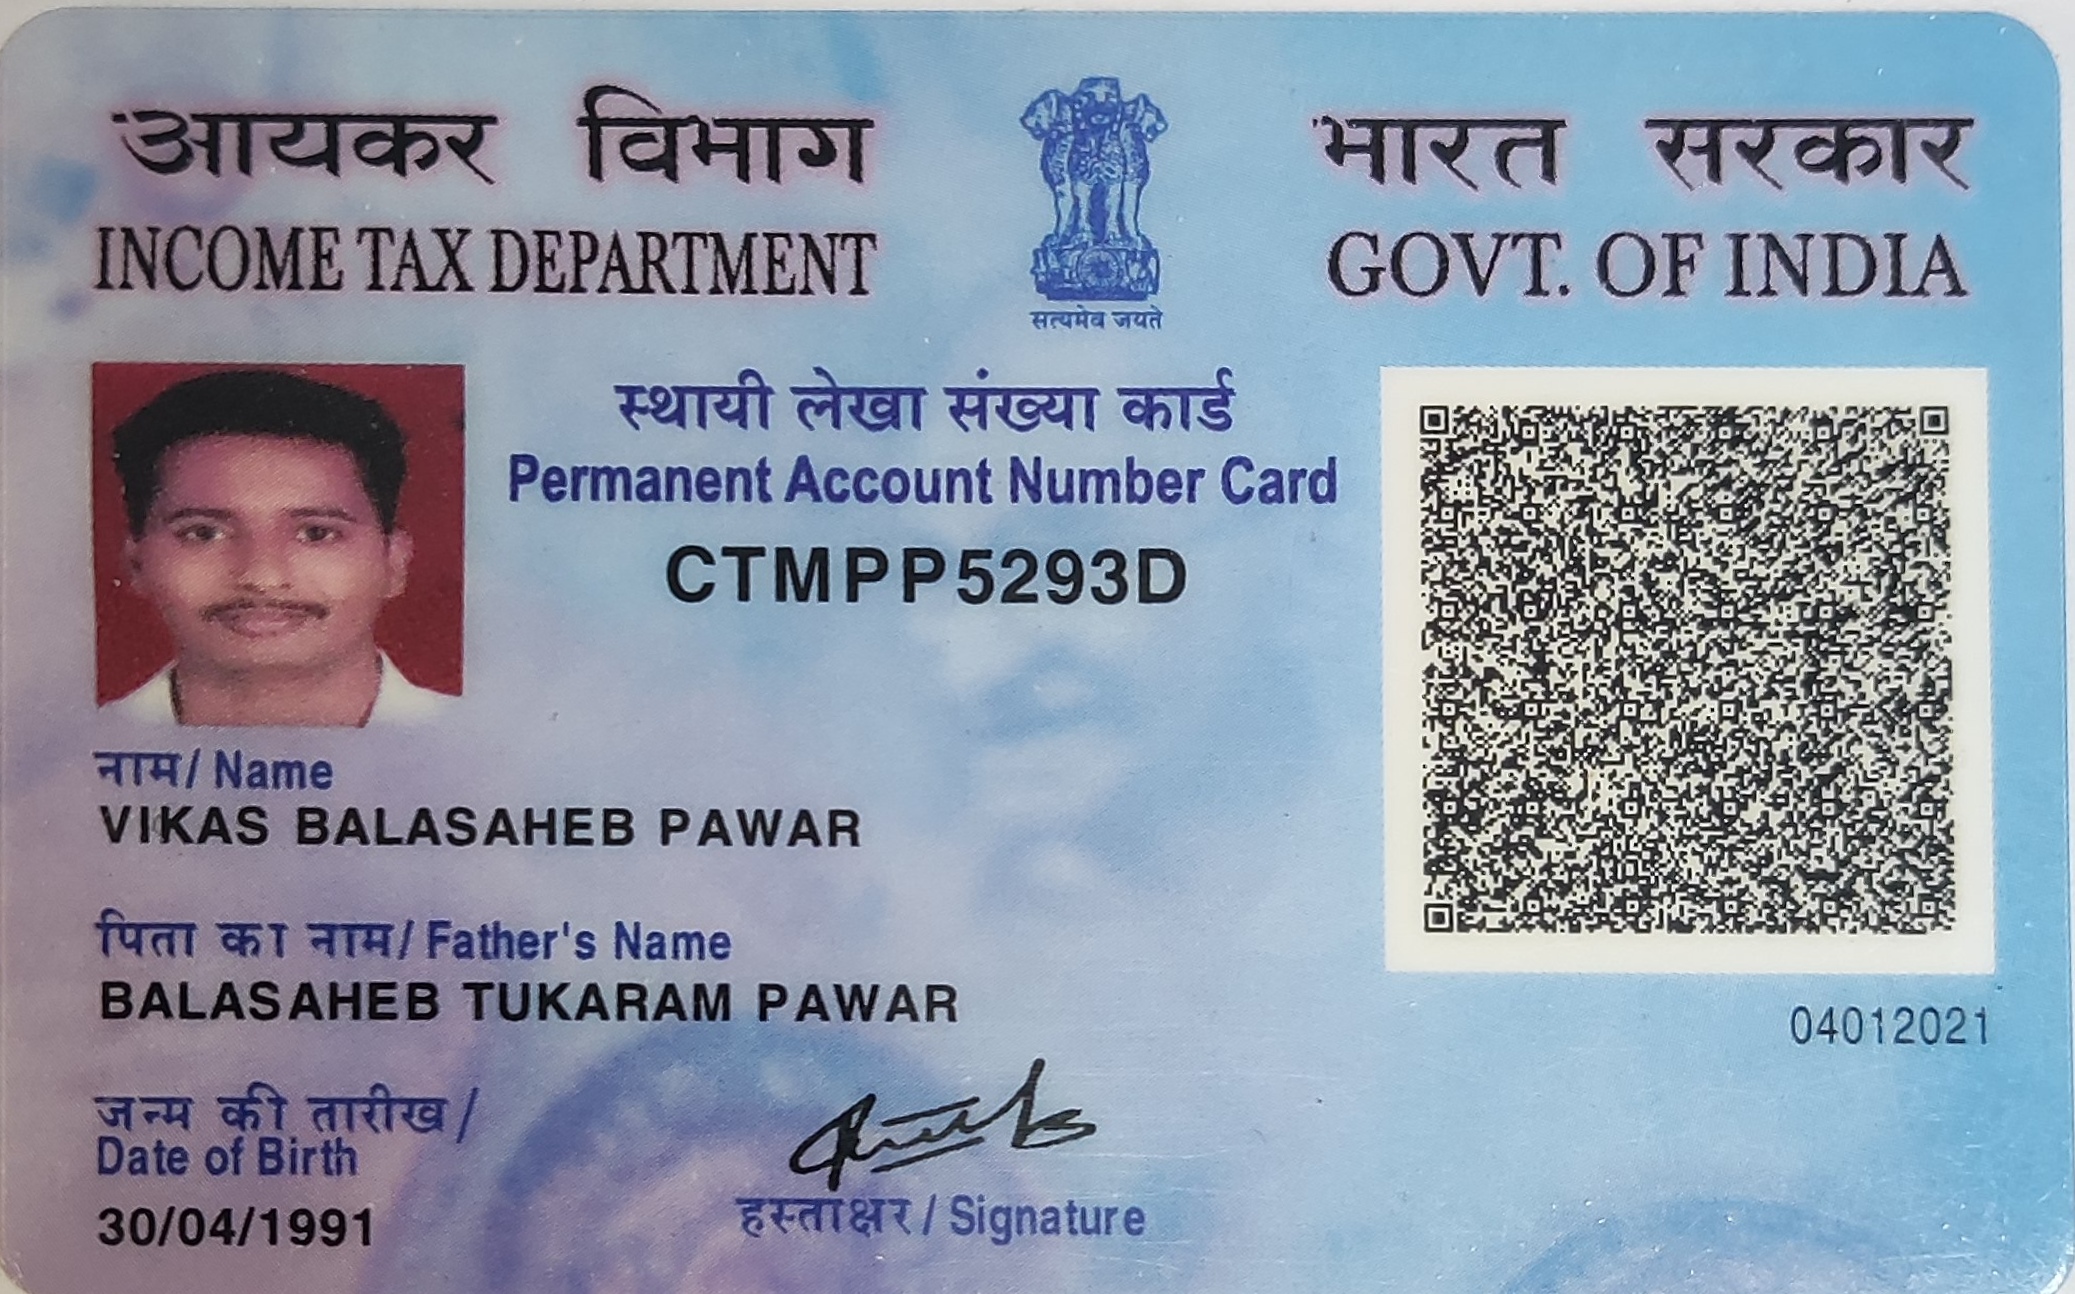 आयकर विभाग
INCOME TAX DEPARTMENT
सत्यमेव जयते
भारत सरकार
GOVT. OF INDIA
स्थायी लेखा संख्या कार्ड
Permanent Account Number Card
CTMPP5293D
नाम/ Name
VIKAS BALASAHEB PAWAR
पिता का नाम/ Father's Name
BALASAHEB TUKARAM PAWAR
04012021
जन्म की तारीख /
Date of Birth
30/04/1991
हस्ताक्षर / Signature